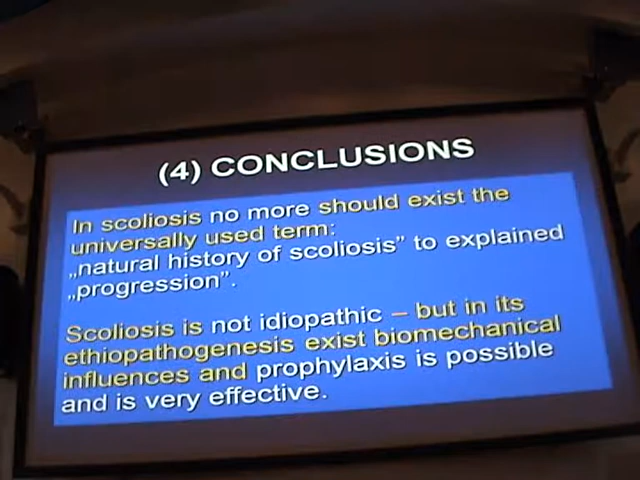 (4) CONCLUSIONS
In scoliosis no more should exist the
universally used term:
„natural history of scoliosis” to explained
„progression”.
Scoliosis is not idiopathic – but in its
ethiopathogenesis exist biomechanical
influences and prophylaxis is possible
and is very effective.